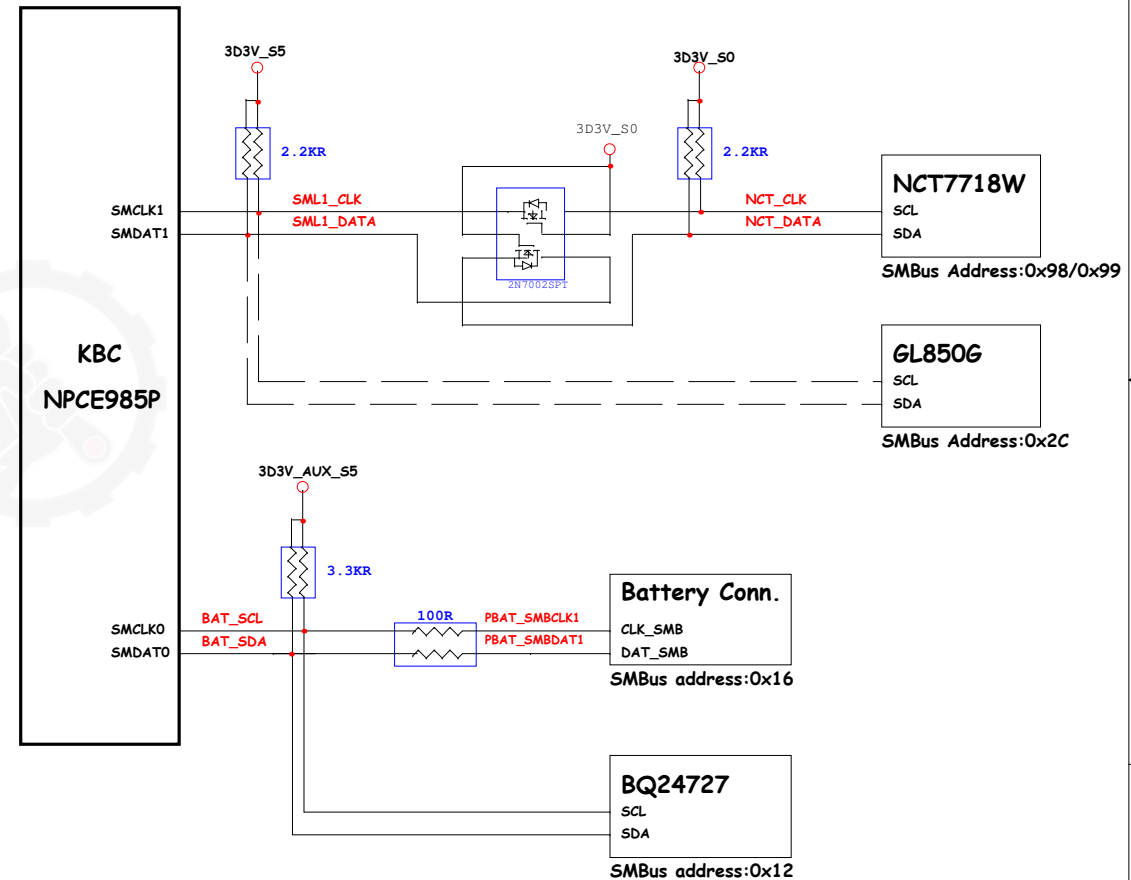 3D3V_S5
3D3V_S0
3D3V_S0
2.2KR
2.2KR
NCT7718W
SMCLK1
SML1_CLK
NCT_CLK
SCL
SMDAT1
SML1_DATA
NCT_DATA
SDA
2N7002SPT
SMBus Address:0x98/0x99
KBC
NPCE985P
GL850G
SCL
SDA
SMBus Address:0x2C
3D3V_AUX_S5
3.3KR
Battery Conn.
SMCLK0
BAT_SCL
100R
PBAT_SMBCLK1
CLK_SMB
SMDAT0
BAT_SDA
PBAT_SMBDAT1
DAT_SMB
SMBus address:0x16
BQ24727
SCL
SDA
SMBus address:0x12